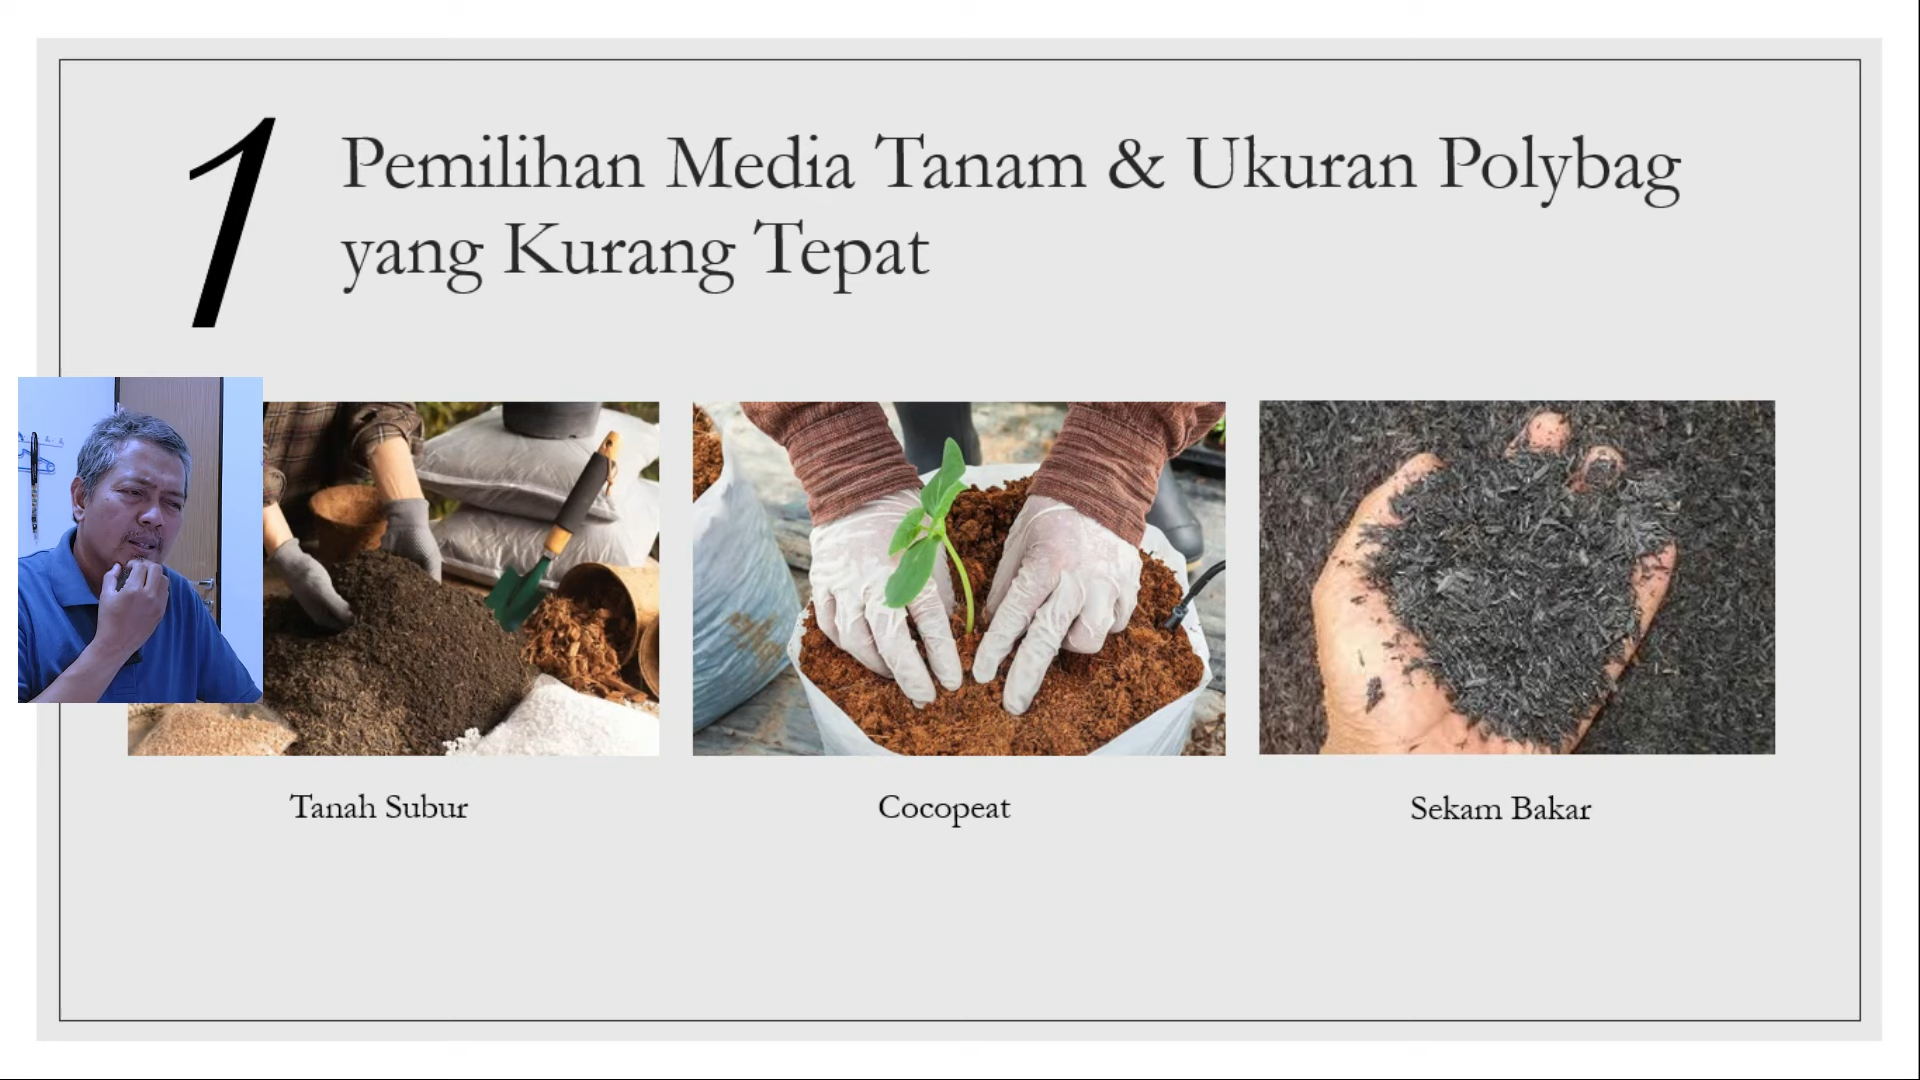 1
Pemilihan Media Tanam & Ukuran Polybag
yang Kurang Tepat
Tanah Subur
Cocopeat
Sekam Bakar